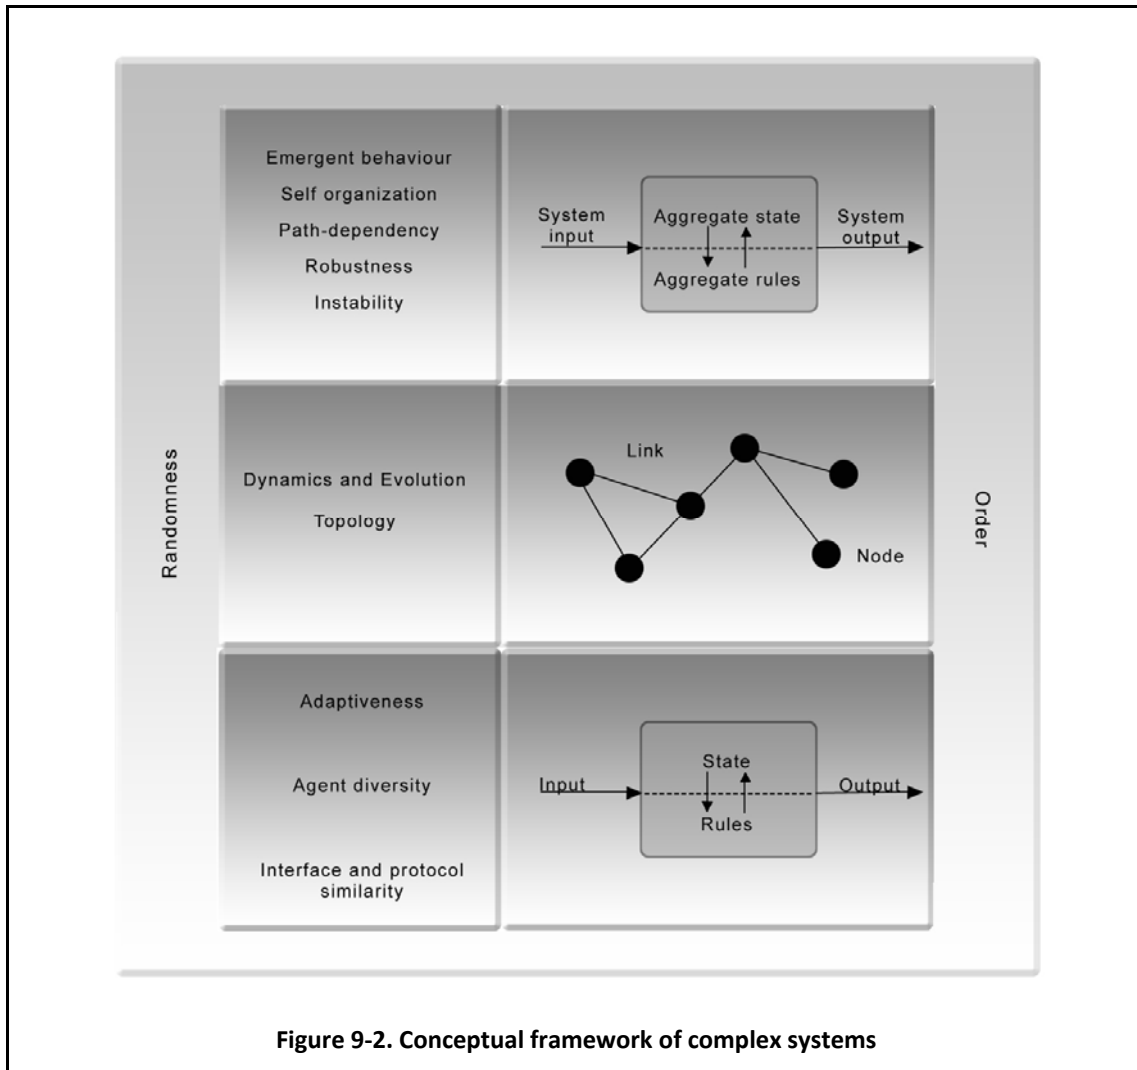 Randomness
Emergent behaviour
Self organization
Path-dependency
Robustness
Instability
System
input
Aggregate state
Aggregate rules
System
output
Dynamics and Evolution
Topology
Link
Node
Order
Adaptiveness
Agent diversity
Interface and protocol
similarity
Input
State
Rules
Output
Figure 9-2. Conceptual framework of complex systems